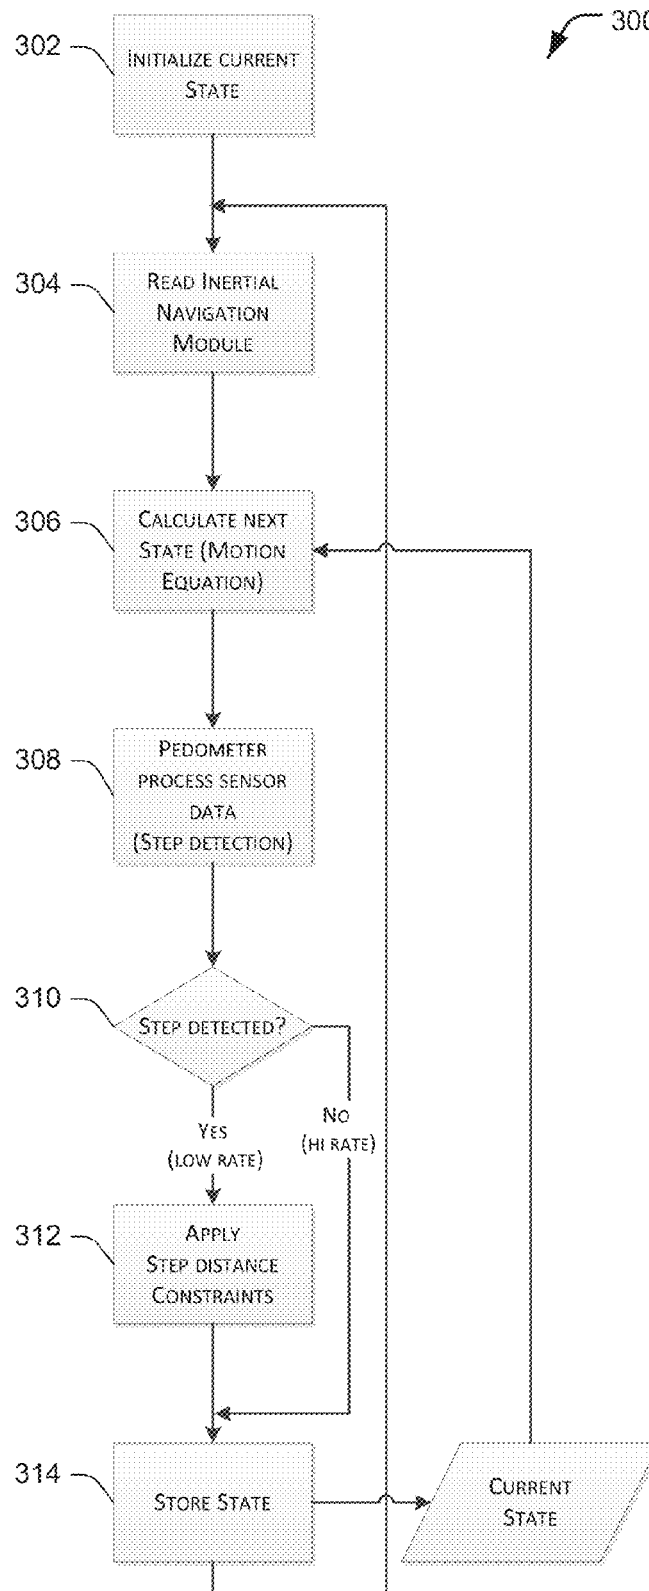 300
302
INITIALIZE CURRENT
STATE
304
READ INERTIAL
NAVIGATION
MODULE
306
CALCULATE NEXT
STATE (MOTION
EQUATION)
308
PEDOMETER
PROCESS SENSOR
DATA
(STEP DETECTION)
310
STEP DETECTED?
NO
(HI RATE)
YES
(LOW RATE)
312
APPLY
STEP DISTANCE
CONSTRAINTS
314
STORE STATE
CURRENT
STATE